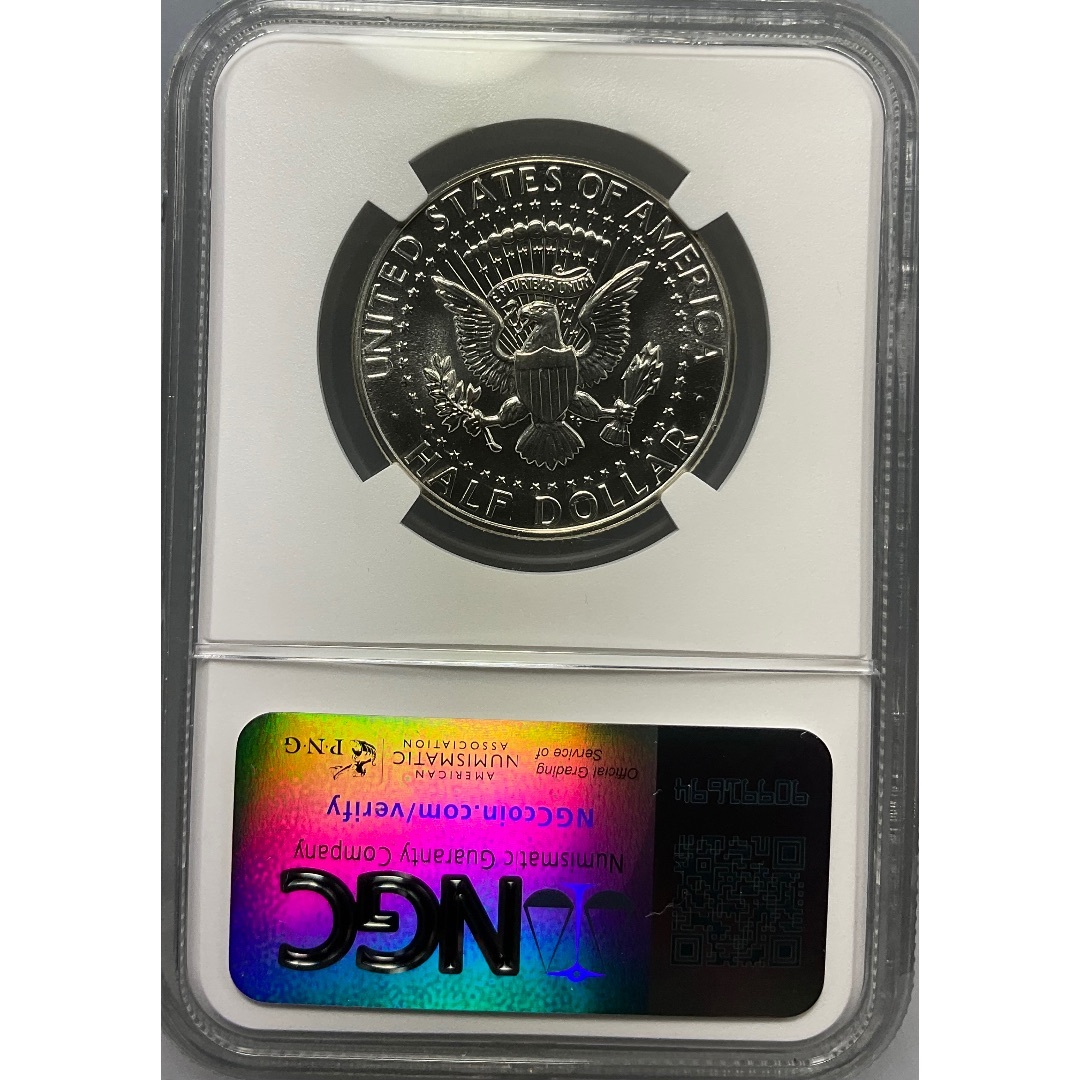 UNITED STATES OF AMERICA
E PLURIBUS UNUM
HALF DOLLAR
NGC
Numismatic Guaranty Company
NGCcoin.com/verify
Official Grading
Service of
AMERICAN
NUMISMATIC
ASSOCIATION
P·N·G